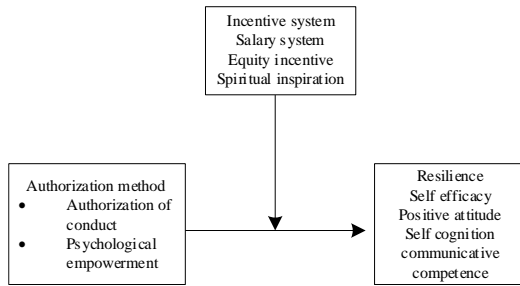 Incentive system
Salary system
Equity incentive
Spiritual inspiration
Authorization method
• Authorization of
conduct
• Psychological
empowerment
Resilience
Self efficacy
Positive attitude
Self cognition
communicative
competence